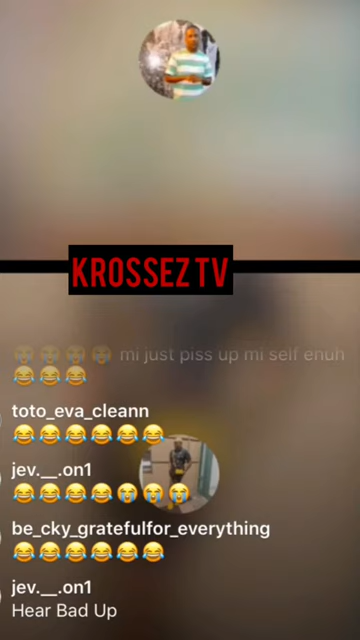 KROSSEZ TV
😭😭😭😭 mi just piss up mi self enuh
😂😂😂
toto_eva_cleann
😂😂😂😂😂😂
jev.__.on1
😂😂😂😂😭😭😭
be_cky_gratefulfor_everything
😂😂😂😂😂😂
jev.__.on1
Hear Bad Up